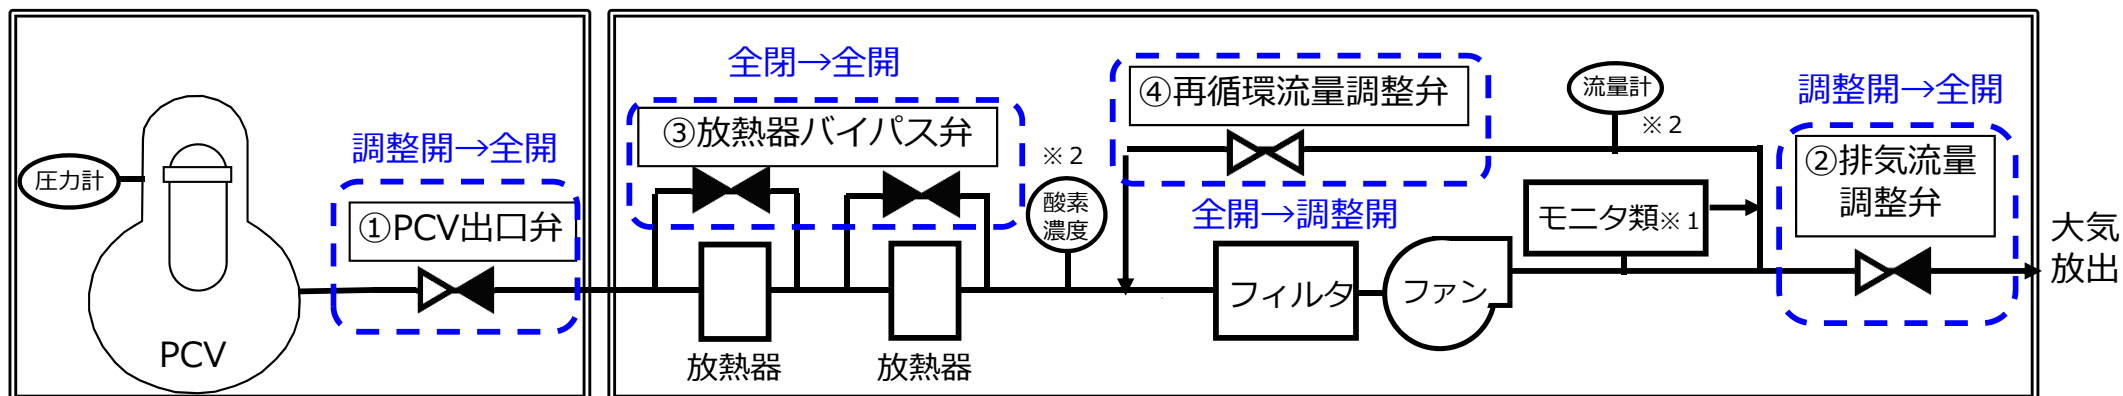 圧力計
PCV
調整開→全開
①PCV出口弁
全閉→全開
③放熱器バイパス弁
放熱器
放熱器
※2
酸素
濃度
④再循環流量調整弁
全開→調整開
フィルタ
ファン
流量計
※2
モニタ類※1
調整開→全開
②排気流量
調整弁
大気
放出